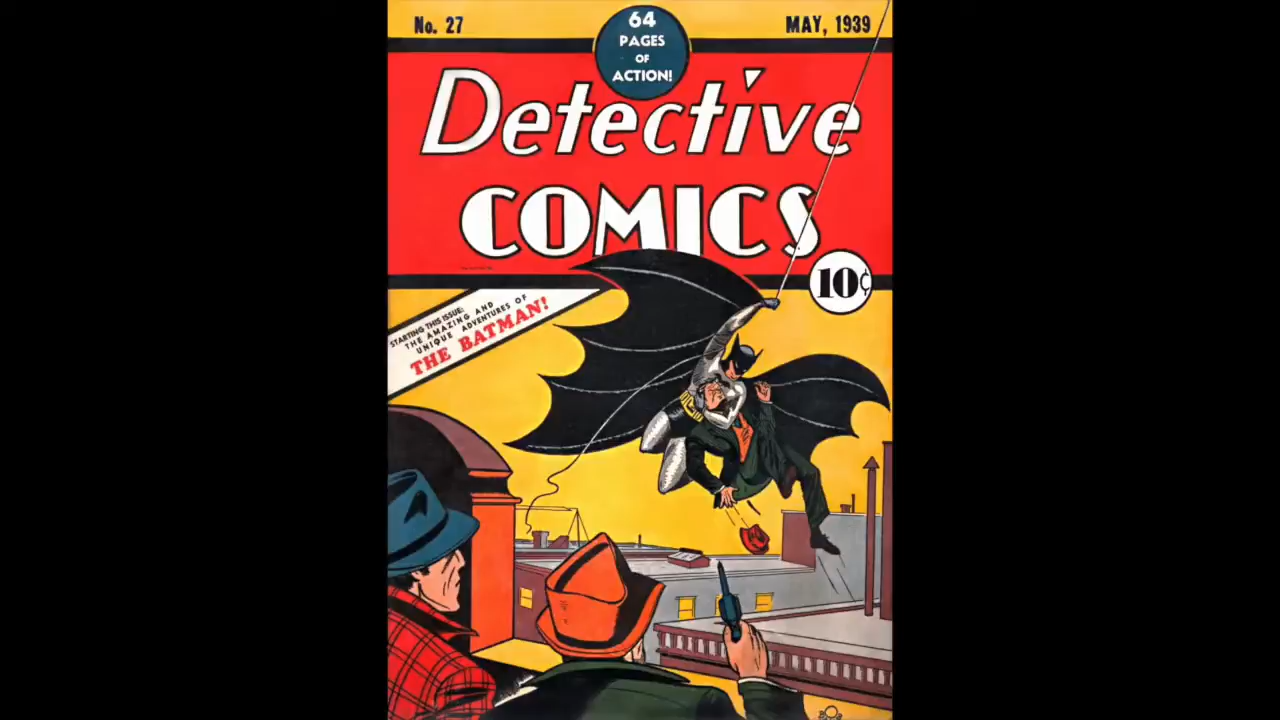 No. 27
MAY, 1939
64
PAGES
OF
ACTION!
Detective
COMICS
10¢
STARTING THIS ISSUE:
THE AMAZING AND
UNIQUE ADVENTURES OF
THE BATMAN!